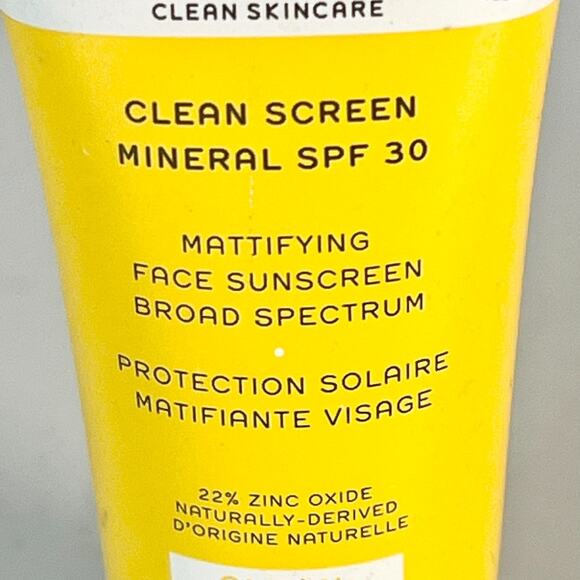 CLEAN SKINCARE
CLEAN SCREEN
MINERAL SPF 30
MATTIFYING
FACE SUNSCREEN
BROAD SPECTRUM
PROTECTION SOLAIRE
MATIFIANTE VISAGE
22% ZINC OXIDE
NATURALLY-DERIVED
D'ORIGINE NATURELLE